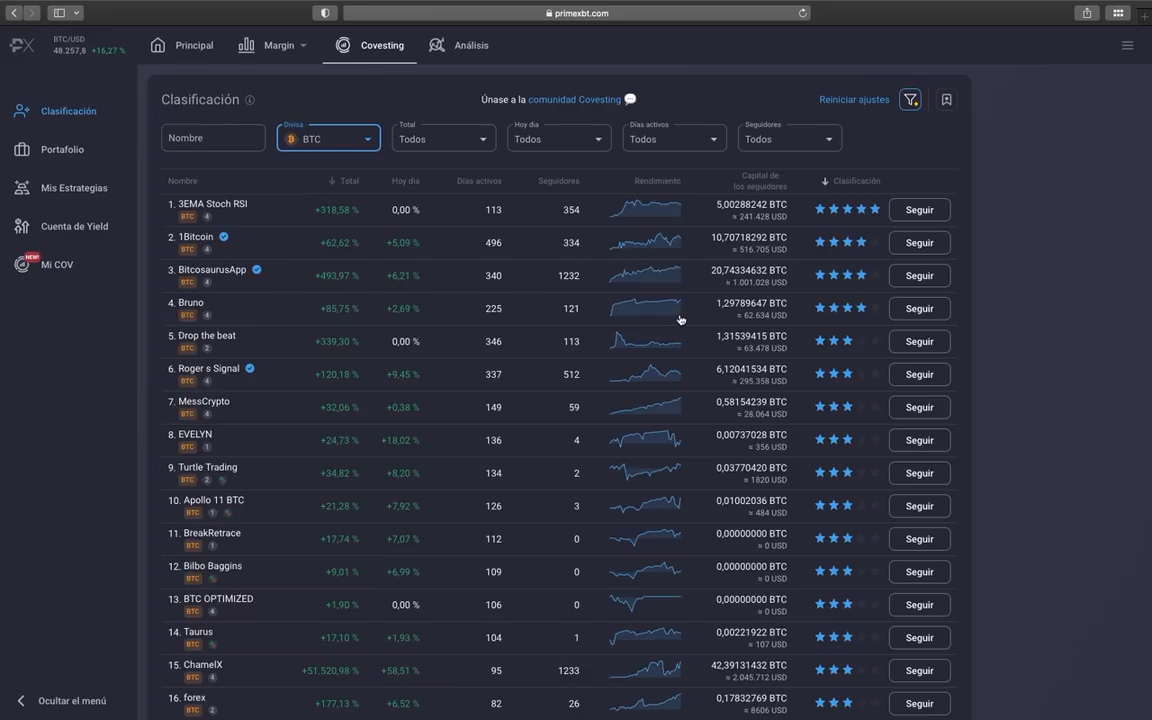 primexbt.com
BTC/USD
48.257,8 +16,27 %
Principal
Margin
Covesting
Análisis
Clasificación
Portafolio
Mis Estrategias
Cuenta de Yield
NEW!
Mi COV
Ocultar el menú
Clasificación
Únase a la comunidad Covesting
Reiniciar ajustes
Nombre
Divisa
BTC
Total
Todos
Hoy dia
Todos
Días activos
Todos
Seguidores
Todos
Nombre Total Hoy dia Días activos Seguidores Rendimiento Capital de los seguidores Clasificación
1. 3EMA Stoch RSI +318,58 % 0,00 % 113 354 5,00288242 BTC Seguir
BTC 4 ≈ 241.428 USD
2. 1Bitcoin +62,62 % +5,09 % 496 334 10,70718292 BTC Seguir
BTC 4 ≈ 516.705 USD
3. BitcosaurusApp +493,97 % +6,21 % 340 1232 20,74334632 BTC Seguir
BTC 4 ≈ 1.001.028 USD
4. Bruno +85,75 % +2,69 % 225 121 1,29789647 BTC Seguir
BTC 4 ≈ 62.634 USD
5. Drop the beat +339,30 % 0,00 % 346 113 1,31539415 BTC Seguir
BTC 2 ≈ 63.478 USD
6. Roger s Signal +120,18 % +9,45 % 337 512 6,12041534 BTC Seguir
BTC 4 ≈ 295.358 USD
7. MessCrypto +32,06 % +0,38 % 149 59 0,58154239 BTC Seguir
BTC 4 ≈ 28.064 USD
8. EVELYN +24,73 % +18,02 % 136 4 0,00737028 BTC Seguir
BTC 1 ≈ 356 USD
9. Turtle Trading +34,82 % +8,20 % 134 2 0,03770420 BTC Seguir
BTC 2 ≈ 1820 USD
10. Apollo 11 BTC +21,28 % +7,92 % 126 3 0,01002036 BTC Seguir
BTC 1 ≈ 484 USD
11. BreakRetrace +17,74 % +7,07 % 112 0 0,00000000 BTC Seguir
BTC 1 ≈ 0 USD
12. Bilbo Baggins +9,01 % +6,99 % 109 0 0,00000000 BTC Seguir
BTC ≈ 0 USD
13. BTC OPTIMIZED +1,90 % 0,00 % 106 0 0,00000000 BTC Seguir
BTC 4 ≈ 0 USD
14. Taurus +17,10 % +1,93 % 104 1 0,00221922 BTC Seguir
BTC ≈ 107 USD
15. ChamelX +51.520,98 % +58,51 % 95 1233 42,39131432 BTC Seguir
BTC 4 ≈ 2.045.712 USD
16. forex +177,13 % +6,52 % 82 26 0,17832769 BTC Seguir
BTC 2 ≈ 8606 USD